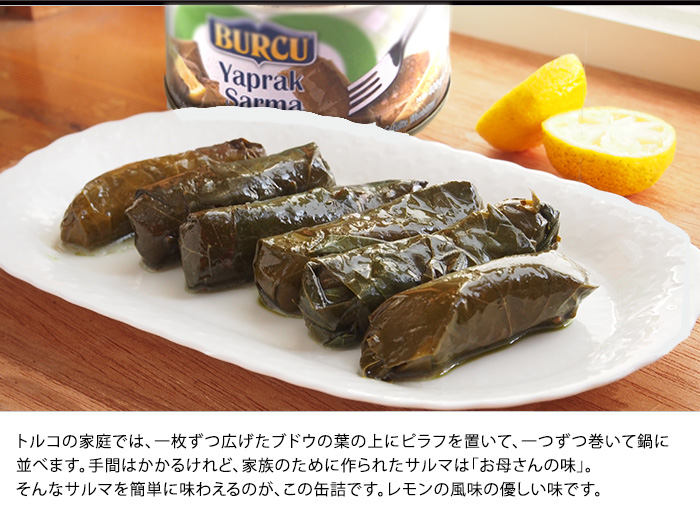 BURCU
Yaprak
Sarma
トルコの家庭では、一枚ずつ広げたブドウの葉の上にピラフを置いて、一つずつ巻いて鍋に
並べます。手間はかかるけれど、家族のために作られたサルマは「お母さんの味」。
そんなサルマを簡単に味わえるのが、この缶詰です。レモンの風味の優しい味です。